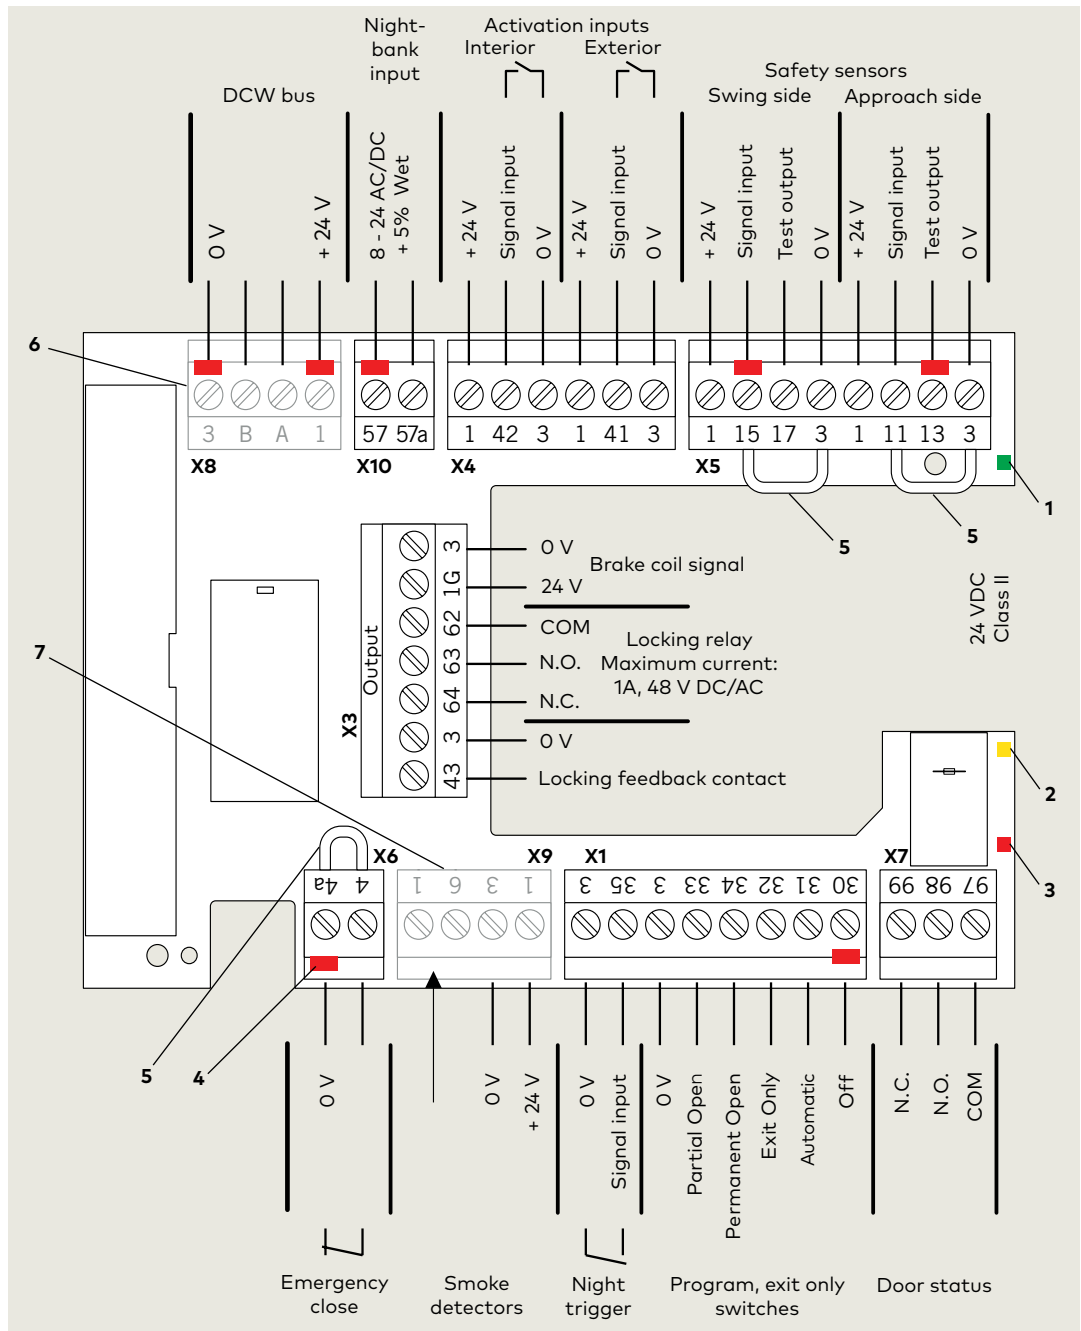 Night-
bank
input
Activation inputs
Interior
Exterior
Safety sensors
Swing side
Approach side
DCW bus
0 V
+ 24 V
8 - 24 AC/DC
+ 5% Wet
+ 24 V
Signal input
0 V
+ 24 V
Signal input
0 V
+ 24 V
Signal input
Test output
0 V
+ 24 V
Signal input
Test output
0 V
6
3 B A 1
57 57a
1 42 3 1 41 3
1 15 17 3 1 11 13 3
X8
X10
X4
X5
1
5
5
Output
X3
3
1G
62
63
64
3
43
0 V
Brake coil signal
24 V
COM
N.O.
N.C.
Locking relay
Maximum current:
1A, 48 V DC/AC
0 V
Locking feedback contact
24 VDC
Class II
7
2
3
X6
X9
X1
X7
4a 4
1 6 3 1
3 35 3 33 34 32 31 30
99 98 97
5
4
0 V
0 V
+ 24 V
0 V
Signal input
0 V
Partial Open
Permanent Open
Exit Only
Automatic
Off
N.C.
N.O.
COM
Emergency
close
Smoke
detectors
Night
trigger
Program, exit only
switches
Door status